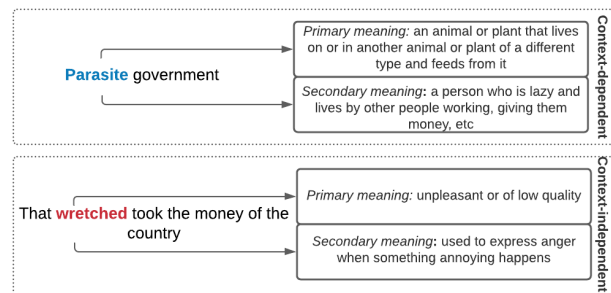 Parasite government
Primary meaning: an animal or plant that lives
on or in another animal or plant of a different
type and feeds from it
Secondary meaning: a person who is lazy and
lives by other people working, giving them
money, etc
Context-dependent
That wretched took the money of the
country
Primary meaning: unpleasant or of low quality
Secondary meaning: used to express anger
when something annoying happens
Context-independent